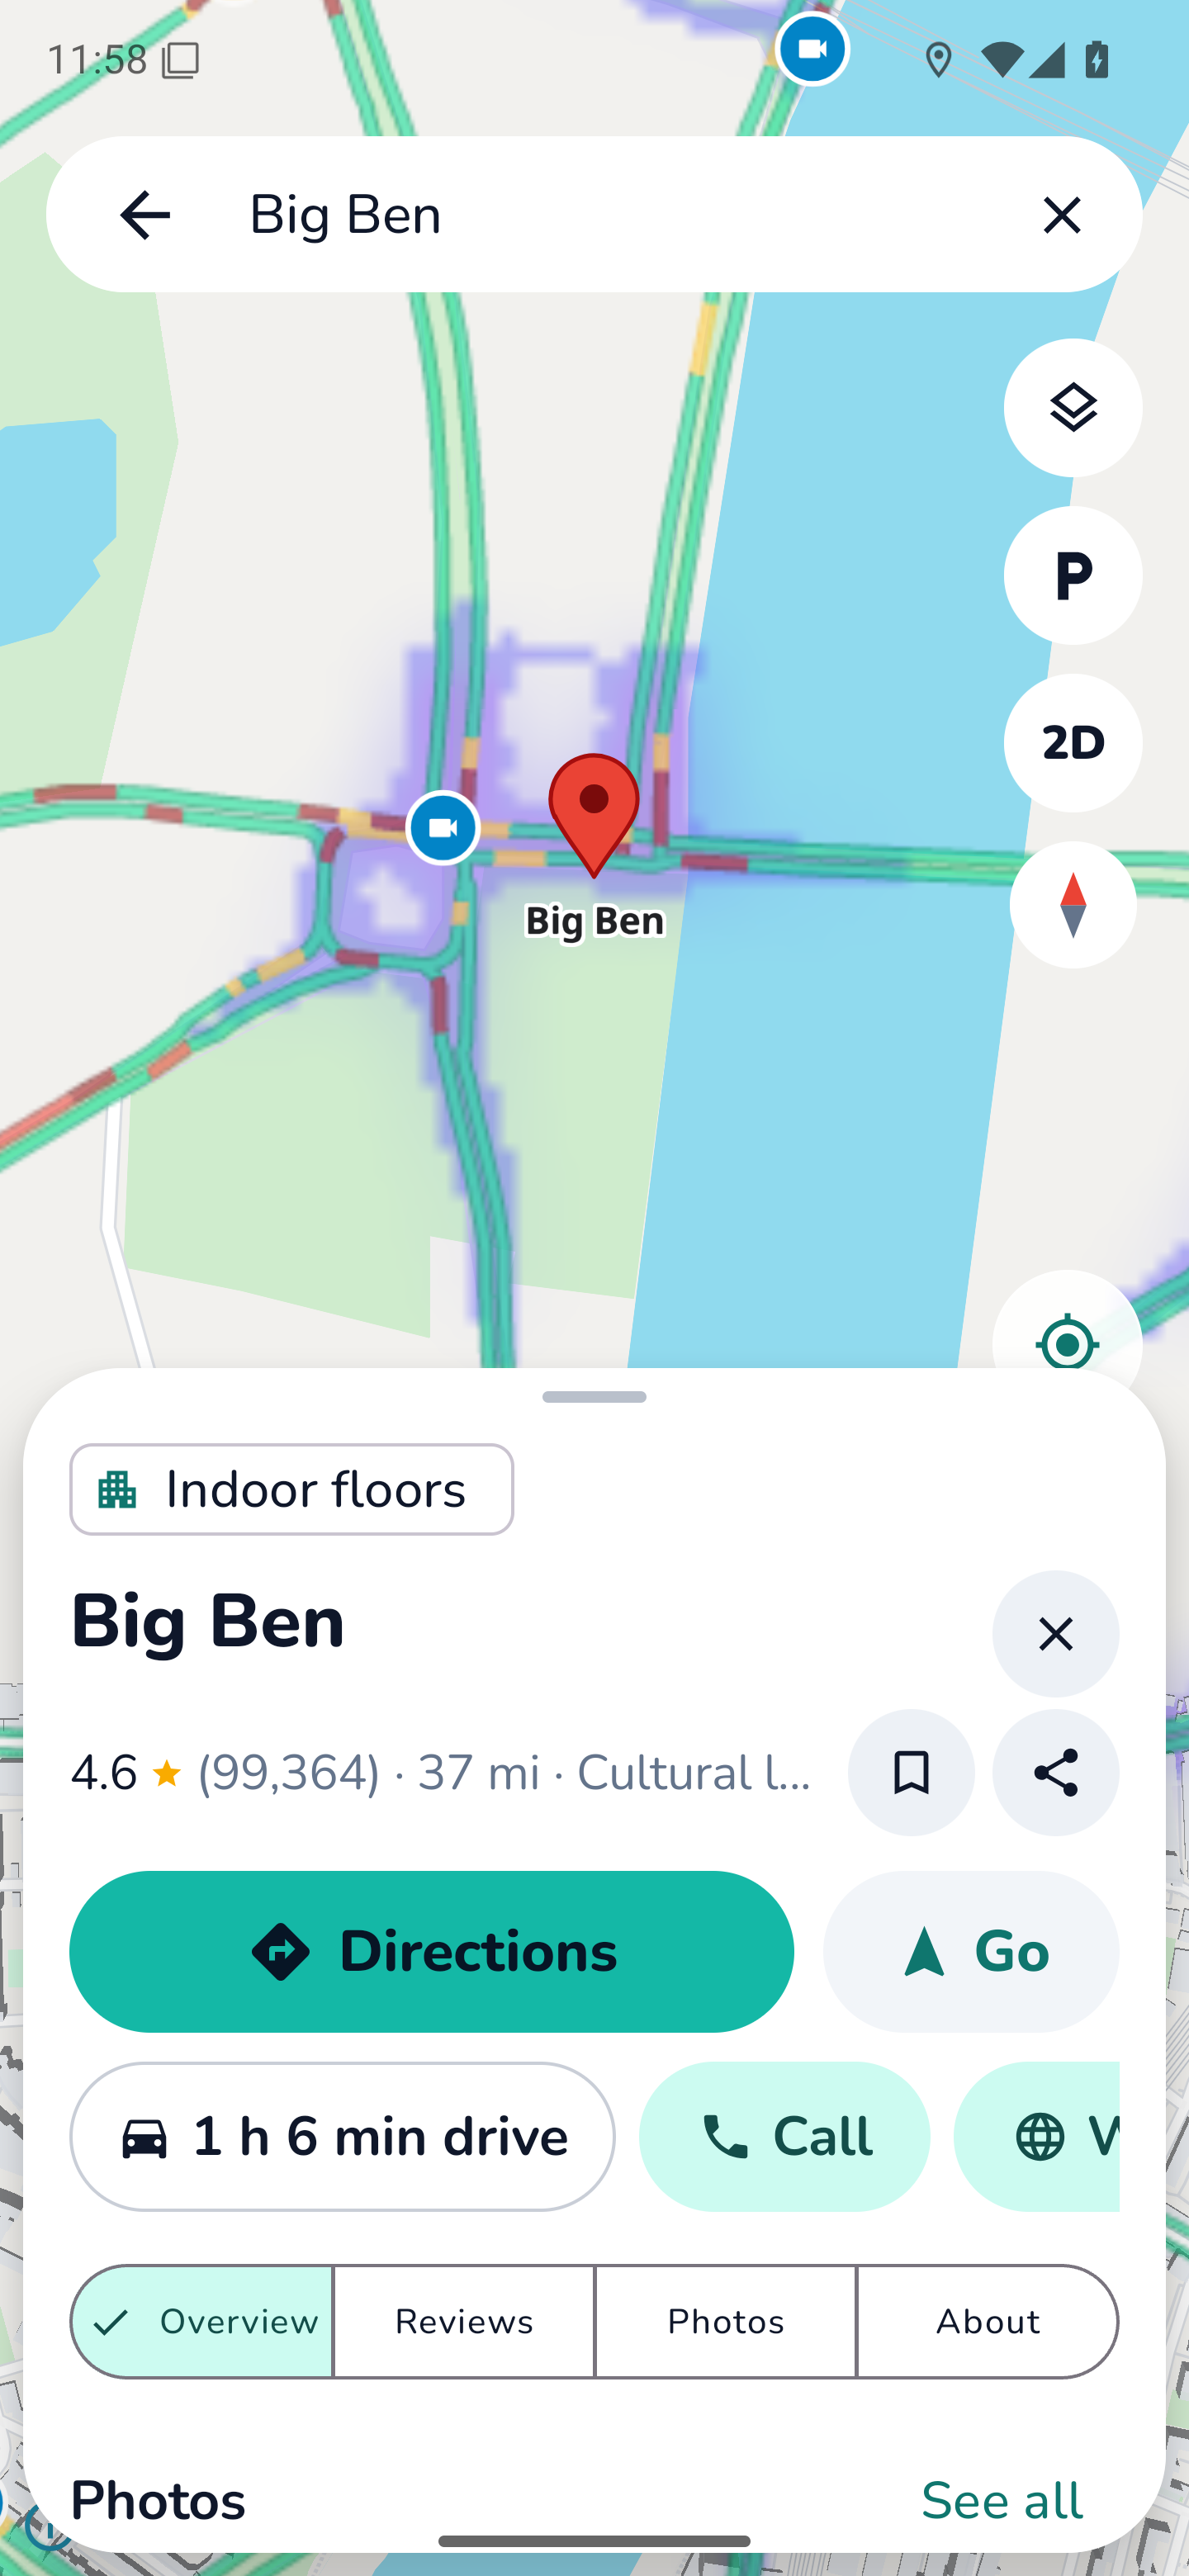 11:58
Big Ben
P
2D
Big Ben
Indoor floors
Big Ben
4.6 ★ (99,364) · 37 mi · Cultural l...
Directions
Go
1 h 6 min drive
Call
Overview
Reviews
Photos
About
Photos
See all